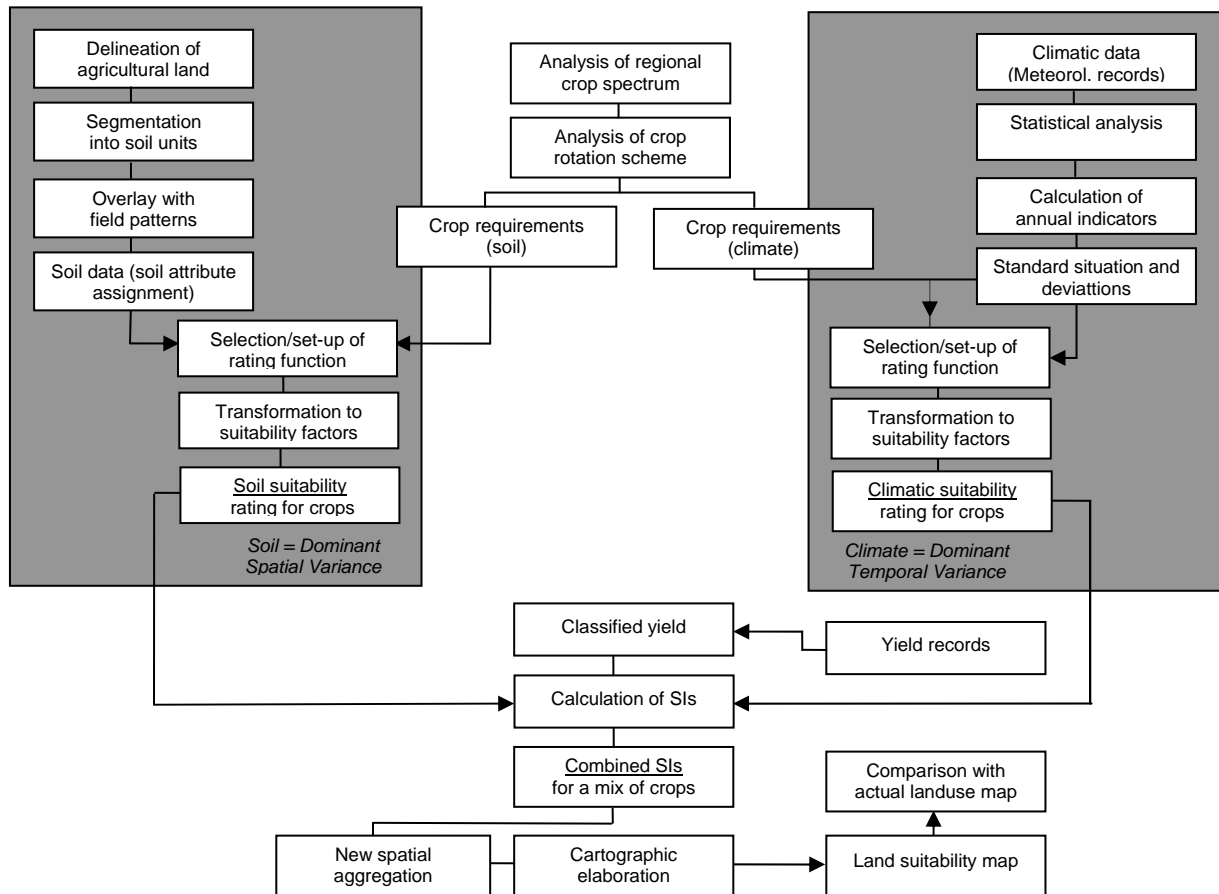 Delineation of
agricultural land
Segmentation
into soil units
Overlay with
field patterns
Soil data (soil attribute
assignment)
Analysis of regional
crop spectrum
Analysis of crop
rotation scheme
Crop requirements
(soil)
Crop requirements
(climate)
Climatic data
(Meteorol. records)
Statistical analysis
Calculation of
annual indicators
Standard situation and
deviattions
Selection/set-up of
rating function
Transformation to
suitability factors
Soil suitability
rating for crops
Soil = Dominant
Spatial Variance
Selection/set-up of
rating function
Transformation to
suitability factors
Climatic suitability
rating for crops
Climate = Dominant
Temporal Variance
Classified yield
Yield records
Calculation of SIs
Combined SIs
for a mix of crops
Comparison with
actual landuse map
New spatial
aggregation
Cartographic
elaboration
Land suitability map